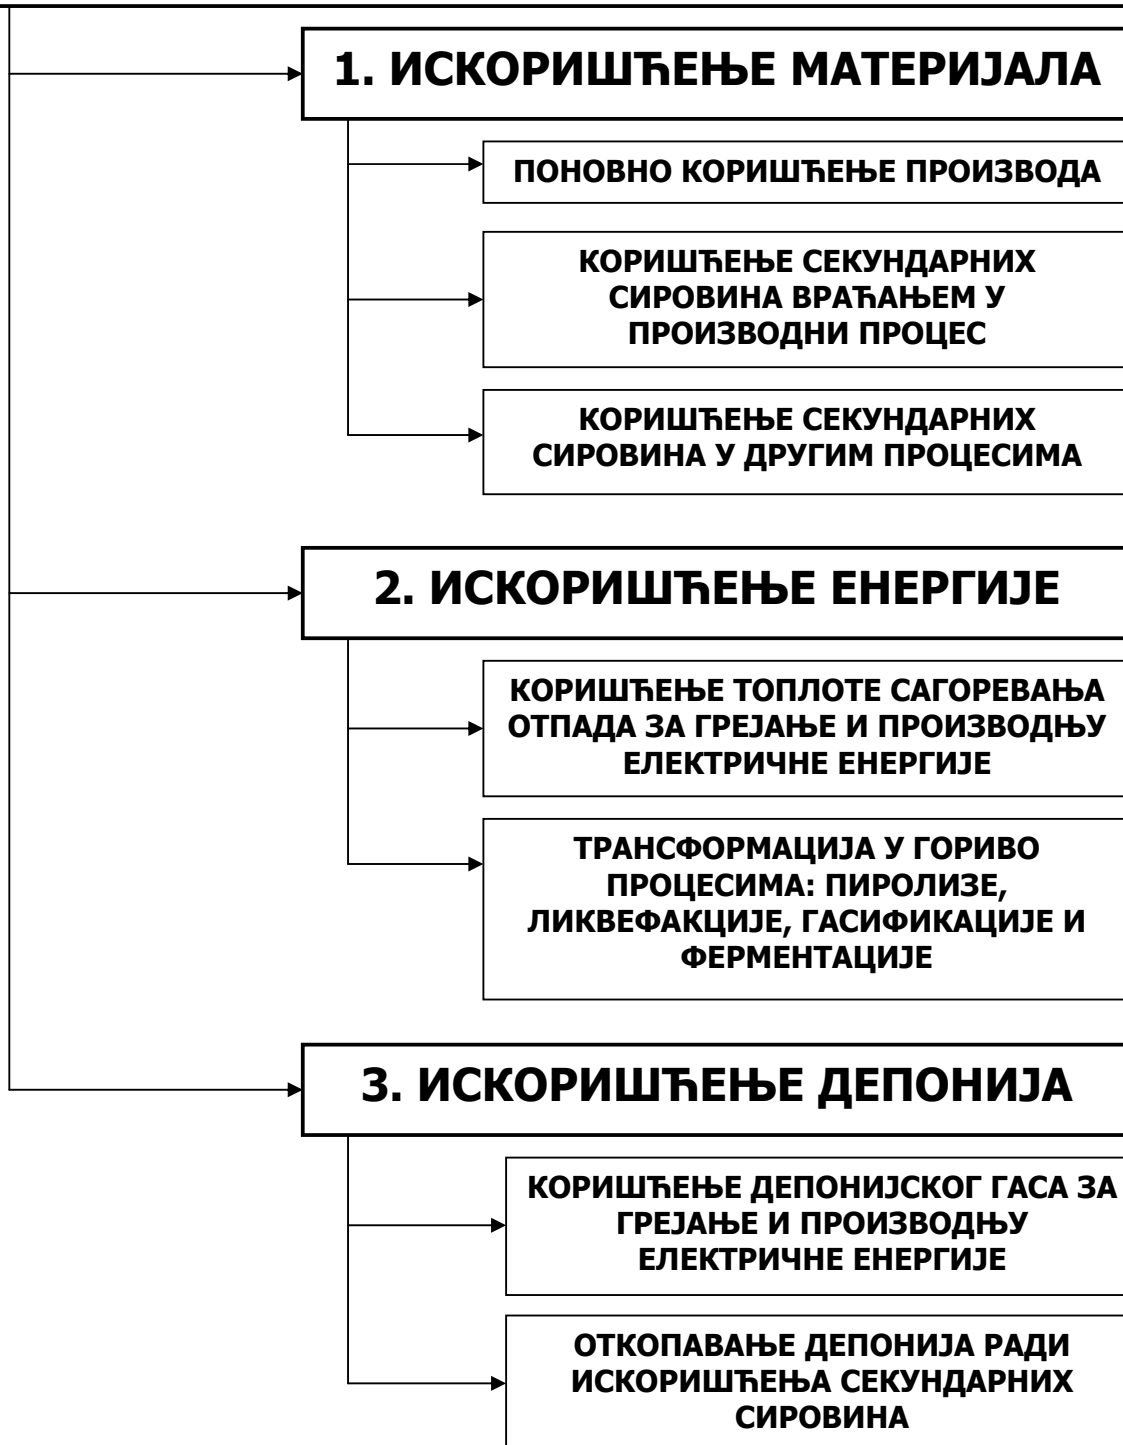 1. ИСКОРИШЋЕЊЕ МАТЕРИЈАЛА
ПОНОВНО КОРИШЋЕЊЕ ПРОИЗВОДА
КОРИШЋЕЊЕ СЕКУНДАРНИХ
СИРОВИНА ВРАЋАЊЕМ У
ПРОИЗВОДНИ ПРОЦЕС
КОРИШЋЕЊЕ СЕКУНДАРНИХ
СИРОВИНА У ДРУГИМ ПРОЦЕСИМА
2. ИСКОРИШЋЕЊЕ ЕНЕРГИЈЕ
КОРИШЋЕЊЕ ТОПЛОТЕ САГОРЕВАЊА
ОТПАДА ЗА ГРЕЈАЊЕ И ПРОИЗВОДЊУ
ЕЛЕКТРИЧНЕ ЕНЕРГИЈЕ
ТРАНСФОРМАЦИЈА У ГОРИВО
ПРОЦЕСИМА: ПИРОЛИЗЕ,
ЛИКВЕФАКЦИЈЕ, ГАСИФИКАЦИЈЕ И
ФЕРМЕНТАЦИЈЕ
3. ИСКОРИШЋЕЊЕ ДЕПОНИЈА
КОРИШЋЕЊЕ ДЕПОНИЈСКОГ ГАСА ЗА
ГРЕЈАЊЕ И ПРОИЗВОДЊУ
ЕЛЕКТРИЧНЕ ЕНЕРГИЈЕ
ОТКОПАВАЊЕ ДЕПОНИЈА РАДИ
ИСКОРИШЋЕЊА СЕКУНДАРНИХ
СИРОВИНА